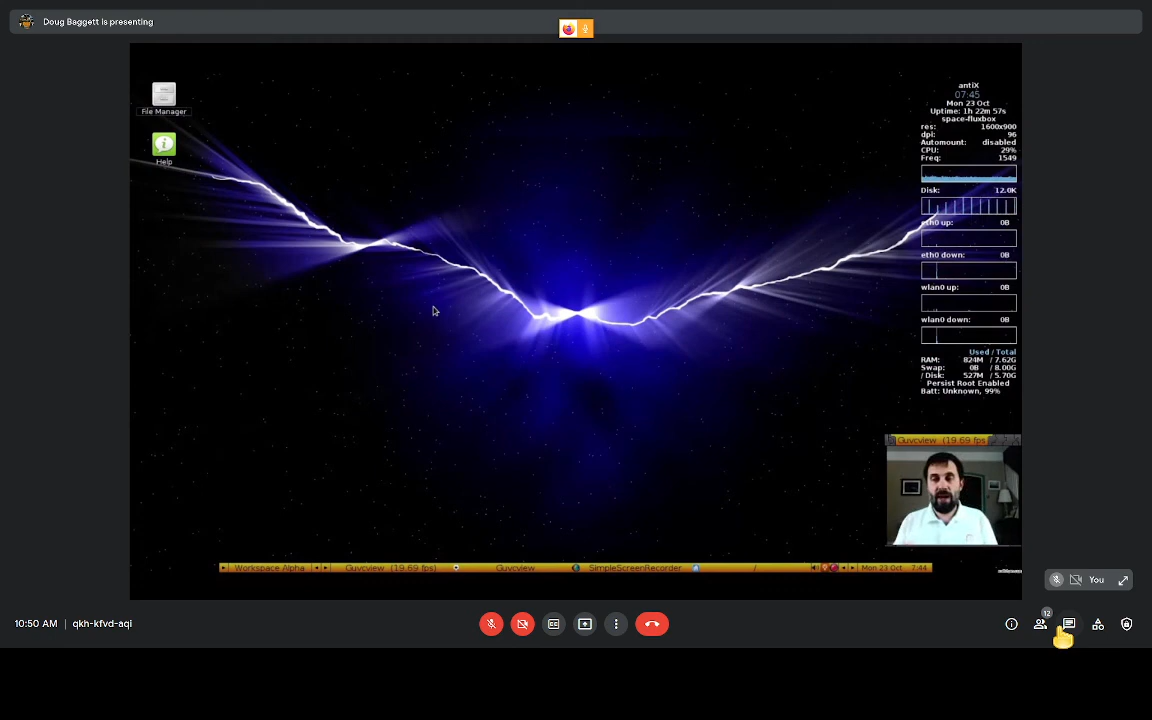 Doug Baggett is presenting
File Manager
Help
antiX
07:45
Mon 23 Oct
Uptime: 1h 22m 57s
space-fluxbox
res: 1600x900
dpi: 96
Automount: disabled
CPU: 29%
Freq: 1549
Disk: 12.0K
eth0 up: 0B
eth0 down: 0B
wlan0 up: 0B
wlan0 down: 0B
Used / Total
RAM: 824M / 7.62G
Swap: 0B / 8.00G
/ Disk: 527M / 5.70G
Persist Root Enabled
Batt: Unknown, 99%
Guvcview (19.69 fps
Workspace Alpha Guvcview (19.69 fps) Guvcview SimpleScreenRecorder / Mon 23 Oct 7:44
You
12
10:50 AM | qkh-kfvd-aqi